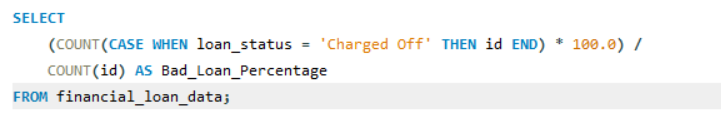 SELECT
(COUNT(CASE WHEN loan_status = 'Charged Off' THEN id END) * 100.0) /
COUNT(id) AS Bad_Loan_Percentage
FROM financial_loan_data;